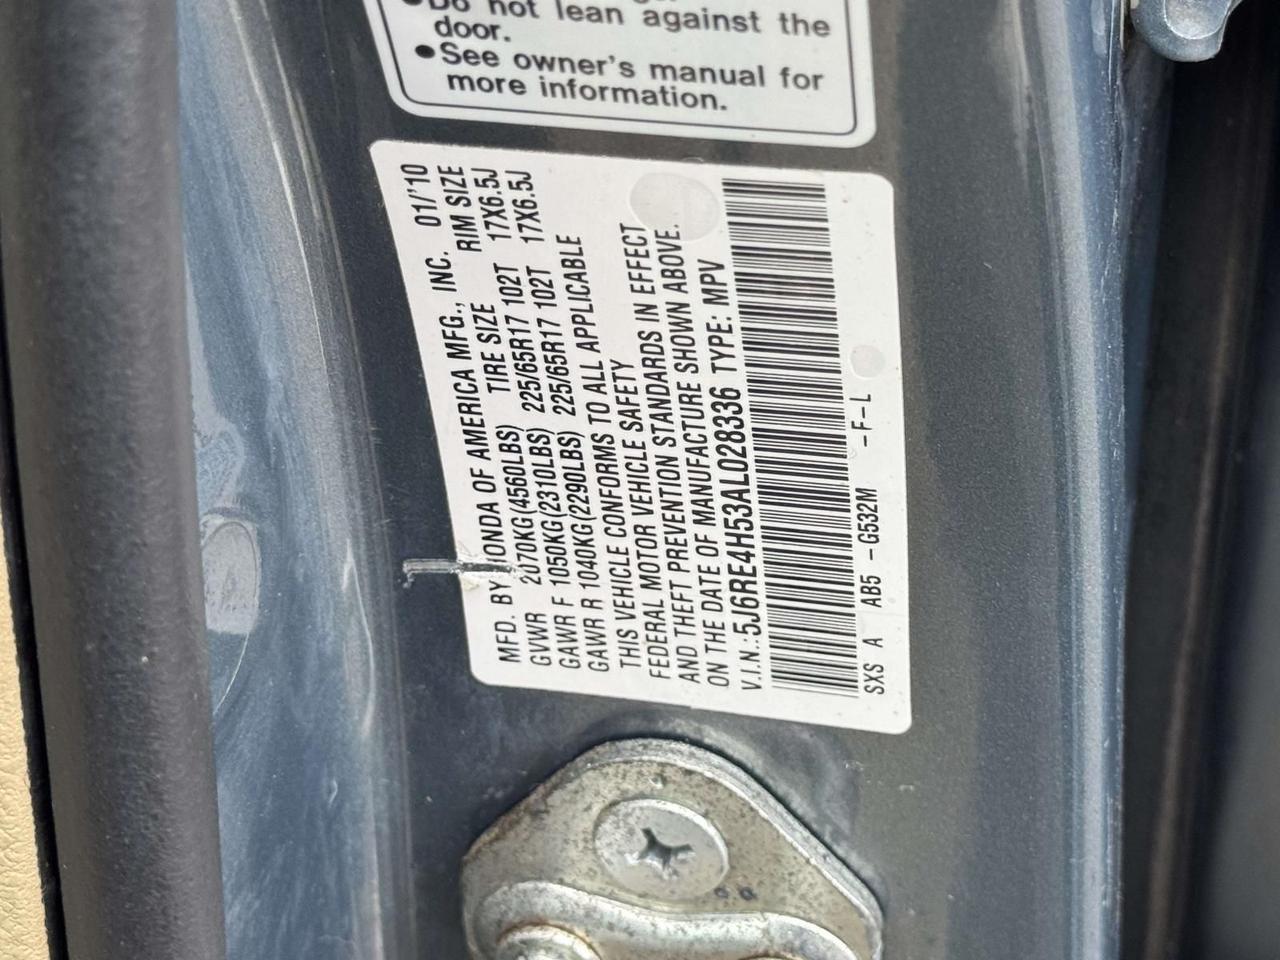 Do not lean against the
door.
See owner's manual for
more information.
MFD. BY HONDA OF AMERICA MFG., INC. 01/'10
GVWR 2070KG(4560LBS) TIRE SIZE RIM SIZE
GAWR F 1050KG(2310LBS) 225/65R17 102T 17X6.5J
GAWR R 1040KG(2290LBS) 225/65R17 102T 17X6.5J
THIS VEHICLE CONFORMS TO ALL APPLICABLE
FEDERAL MOTOR VEHICLE SAFETY
AND THEFT PREVENTION STANDARDS IN EFFECT
ON THE DATE OF MANUFACTURE SHOWN ABOVE.
V.I.N.:5J6RE4H53AL028336 TYPE: MPV
SXS A AB5 -G532M -F-L